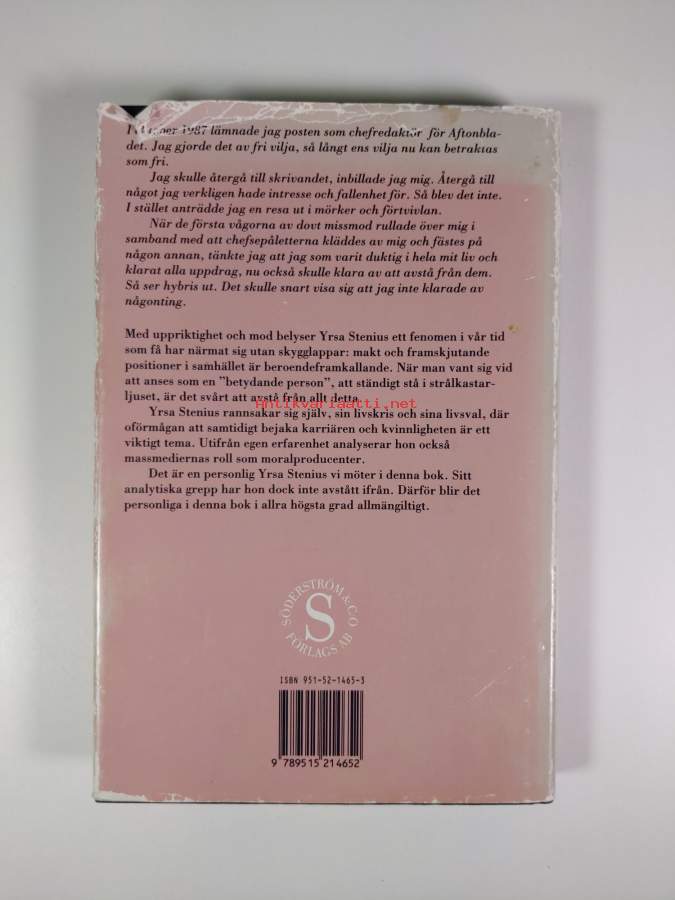 I 1987 lämnade jag posten som chefredaktör för Aftonbla-
det. Jag gjorde det av fri vilja, så långt ens vilja nu kan betraktas
som fri.
Jag skulle återgå till skrivandet, inbillade jag mig. Återgå till
något jag verkligen hade intresse och fallenhet för. Så blev det inte.
I stället anträdde jag en resa ut i mörker och förtvivlan.
När de första vågorna av dovt missmod rullade över mig i
samband med att chefsepåletterna kläddes av mig och fästes på
någon annan, tänkte jag att jag som varit duktig i hela mitt liv och
klarat alla uppdrag, nu också skulle klara av att avstå från dem.
Så ser hybris ut. Det skulle snart visa sig att jag inte klarade av
någonting.
Med uppriktighet och mod belyser Yrsa Stenius ett fenomen i vår tid
som få har närmat sig utan skygglappar: makt och framskjutande
positioner i samhället är beroendeframkallande. När man vant sig vid
att anses som en "betydande person", att ständigt stå i strålkastar-
ljuset, är det svårt att avstå från allt detta.
Antikvariaatti.net
Yrsa Stenius rannsakar sig själv, sin livskris och sina livsval, där
oförmågan att samtidigt bejaka karriären och kvinnligheten är ett
viktigt tema. Utifrån egen erfarenhet analyserar hon också
massmediernas roll som moralproducenter.
Det är en personlig Yrsa Stenius vi möter i denna bok. Sitt
analytiska grepp har hon dock inte avstått ifrån. Därför blir det
personliga i denna bok i allra högsta grad allmängiltigt.
SÖDERSTRÖM & C:O
S
FÖRLAGS AB
ISBN 951-52-1465-3
9 789515 214652